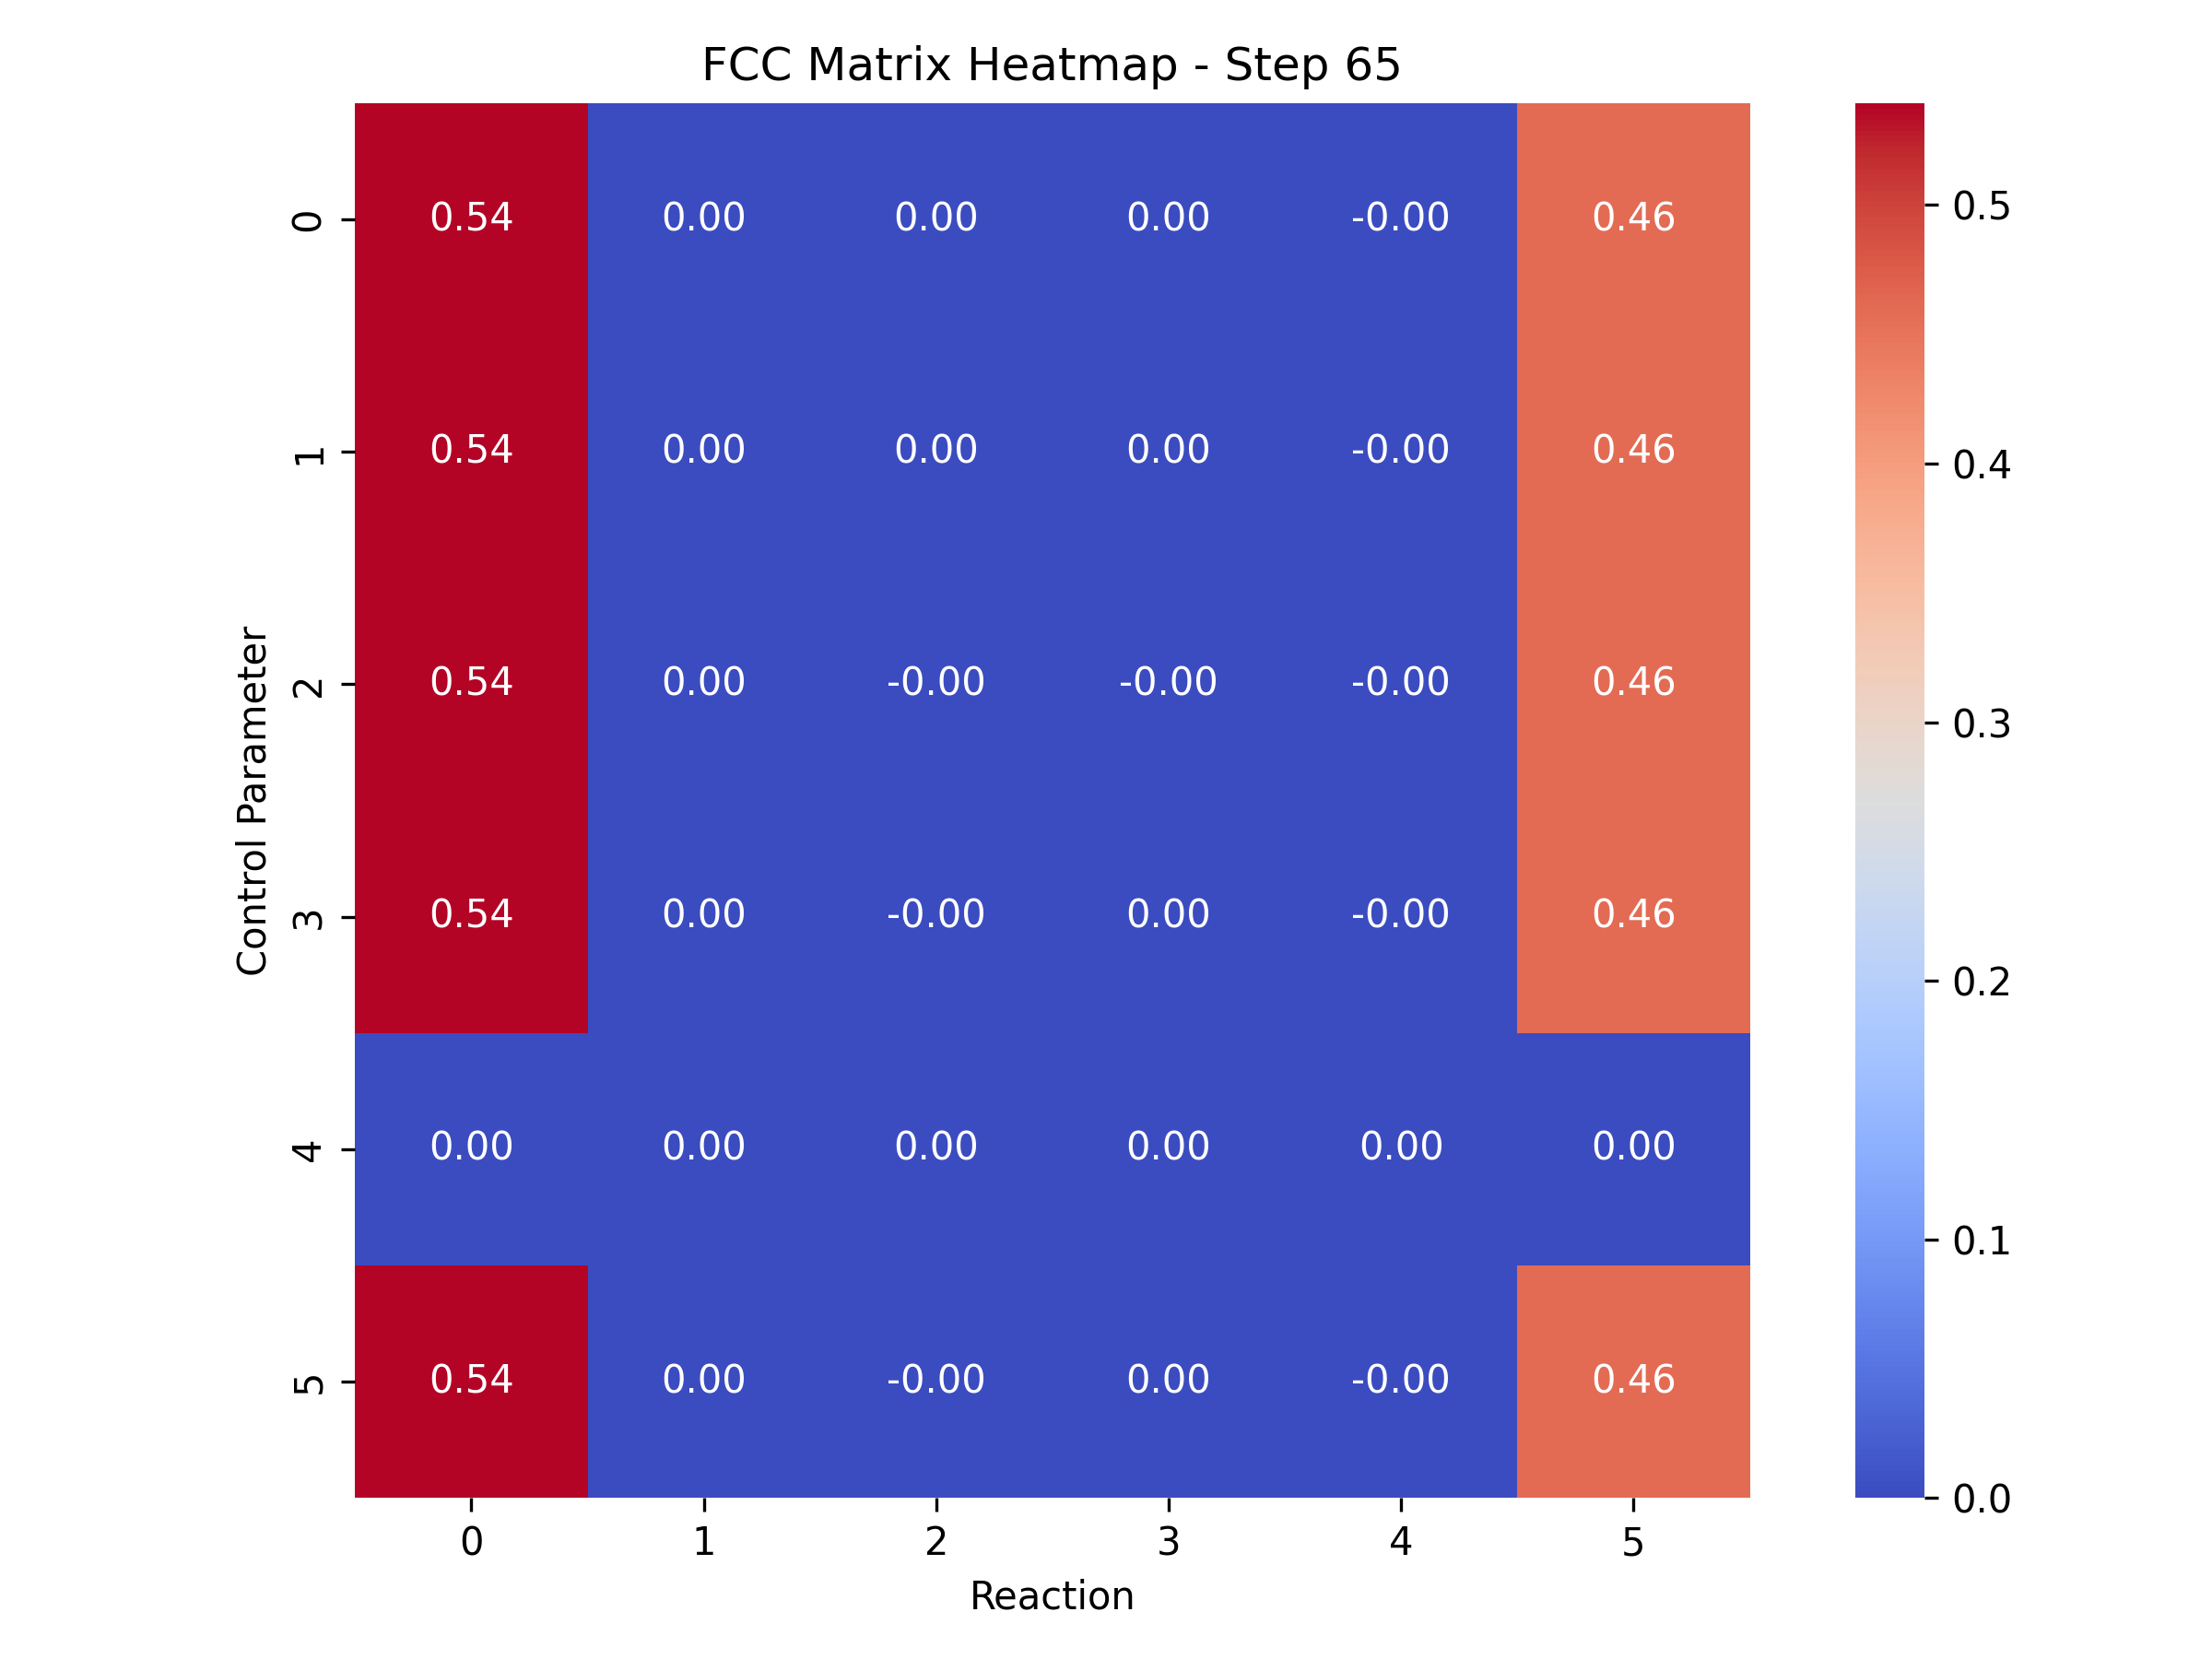 FCC Matrix Heatmap - Step 65
Control Parameter
0 0.54 0.00 0.00 0.00 -0.00 0.46
1 0.54 0.00 0.00 0.00 -0.00 0.46
2 0.54 0.00 -0.00 -0.00 -0.00 0.46
3 0.54 0.00 -0.00 0.00 -0.00 0.46
4 0.00 0.00 0.00 0.00 0.00 0.00
5 0.54 0.00 -0.00 0.00 -0.00 0.46
0 1 2 3 4 5
Reaction
0.5
0.4
0.3
0.2
0.1
0.0